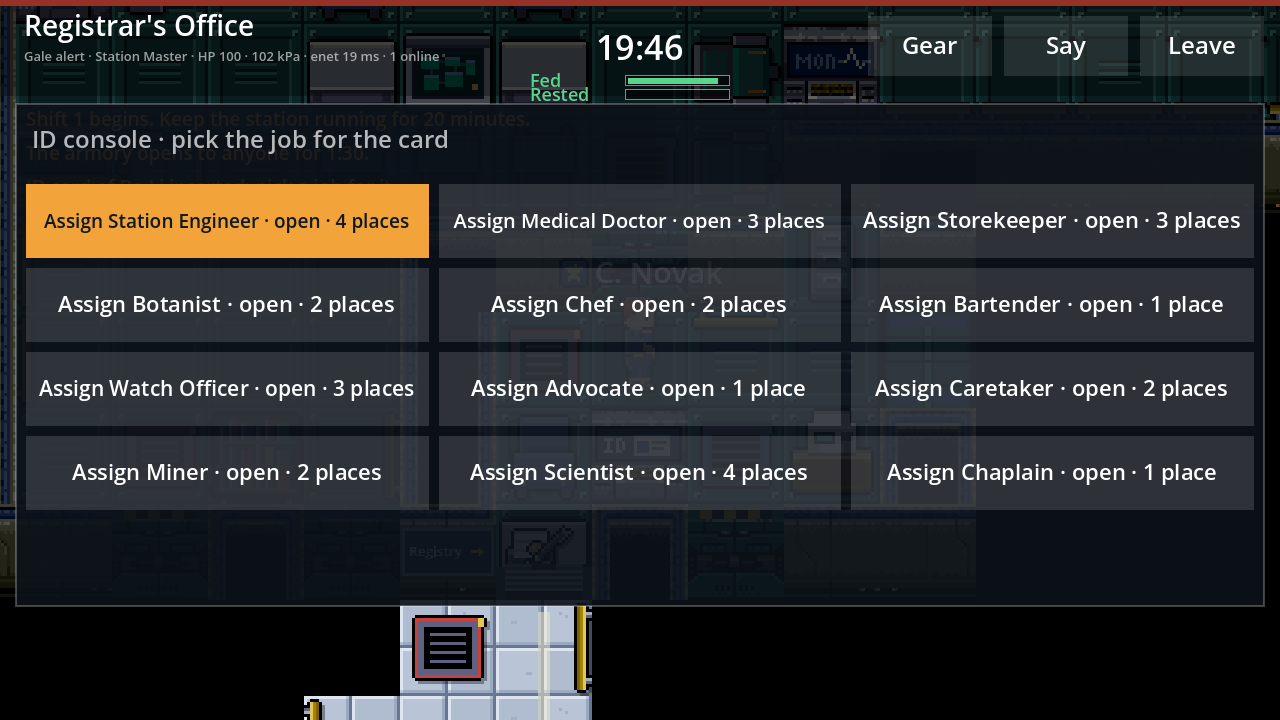 Registrar's Office
Gale alert · Station Master · HP 100 · 102 kPa · enet 19 ms · 1 online
19:46
Fed
Rested
Gear
Say
Leave
Mon
Shift 1 begins. Keep the station running for 20 minutes.
ID console · pick the job for the card
The armory opens to anyone for 1:30.
Assign Station Engineer · open · 4 places
Assign Medical Doctor · open · 3 places
Assign Storekeeper · open · 3 places
C. Novak
Assign Botanist · open · 2 places
Assign Chef · open · 2 places
Assign Bartender · open · 1 place
Assign Watch Officer · open · 3 places
Assign Advocate · open · 1 place
Assign Caretaker · open · 2 places
ID
Assign Miner · open · 2 places
Assign Scientist · open · 4 places
Assign Chaplain · open · 1 place
Registry